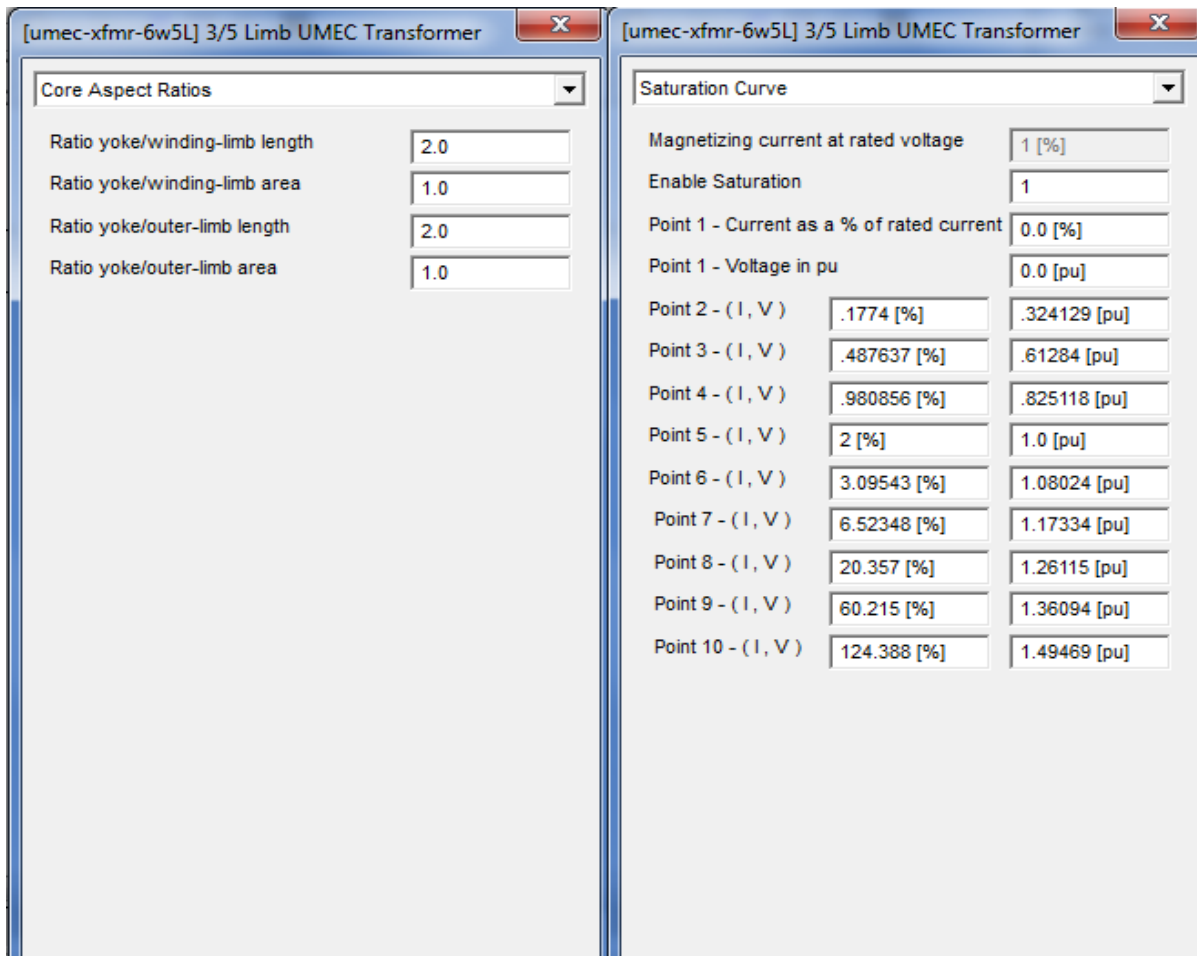 [umec-xfmr-6w5L] 3/5 Limb UMEC Transformer
Core Aspect Ratios
Ratio yoke/winding-limb length 2.0
Ratio yoke/winding-limb area 1.0
Ratio yoke/outer-limb length 2.0
Ratio yoke/outer-limb area 1.0
[umec-xfmr-6w5L] 3/5 Limb UMEC Transformer
Saturation Curve
Magnetizing current at rated voltage 1 [%]
Enable Saturation 1
Point 1 - Current as a % of rated current 0.0 [%]
Point 1 - Voltage in pu 0.0 [pu]
Point 2 - ( I , V ) .1774 [%] .324129 [pu]
Point 3 - ( I , V ) .487637 [%] .61284 [pu]
Point 4 - ( I , V ) .980856 [%] .825118 [pu]
Point 5 - ( I , V ) 2 [%] 1.0 [pu]
Point 6 - ( I , V ) 3.09543 [%] 1.08024 [pu]
Point 7 - ( I , V ) 6.52348 [%] 1.17334 [pu]
Point 8 - ( I , V ) 20.357 [%] 1.26115 [pu]
Point 9 - ( I , V ) 60.215 [%] 1.36094 [pu]
Point 10 - ( I , V ) 124.388 [%] 1.49469 [pu]